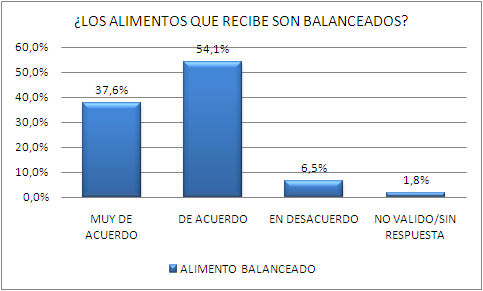 ¿LOS ALIMENTOS QUE RECIBE SON BALANCEADOS?
60,0%
50,0%
40,0%
30,0%
20,0%
10,0%
0,0%
37,6%
54,1%
6,5%
1,8%
MUY DE ACUERDO
DE ACUERDO
EN DESACUERDO
NO VALIDO/SIN RESPUESTA
ALIMENTO BALANCEADO